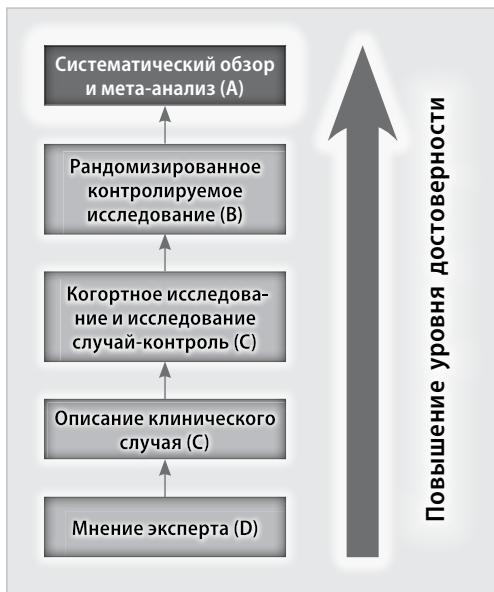 Систематический обзор
и мета-анализ (A)
Рандомизированное
контролируемое
исследование (B)
Когортное исследова-
ние и исследование
случай-контроль (C)
Описание клинического
случая (C)
Мнение эксперта (D)
Повышение уровня достоверности